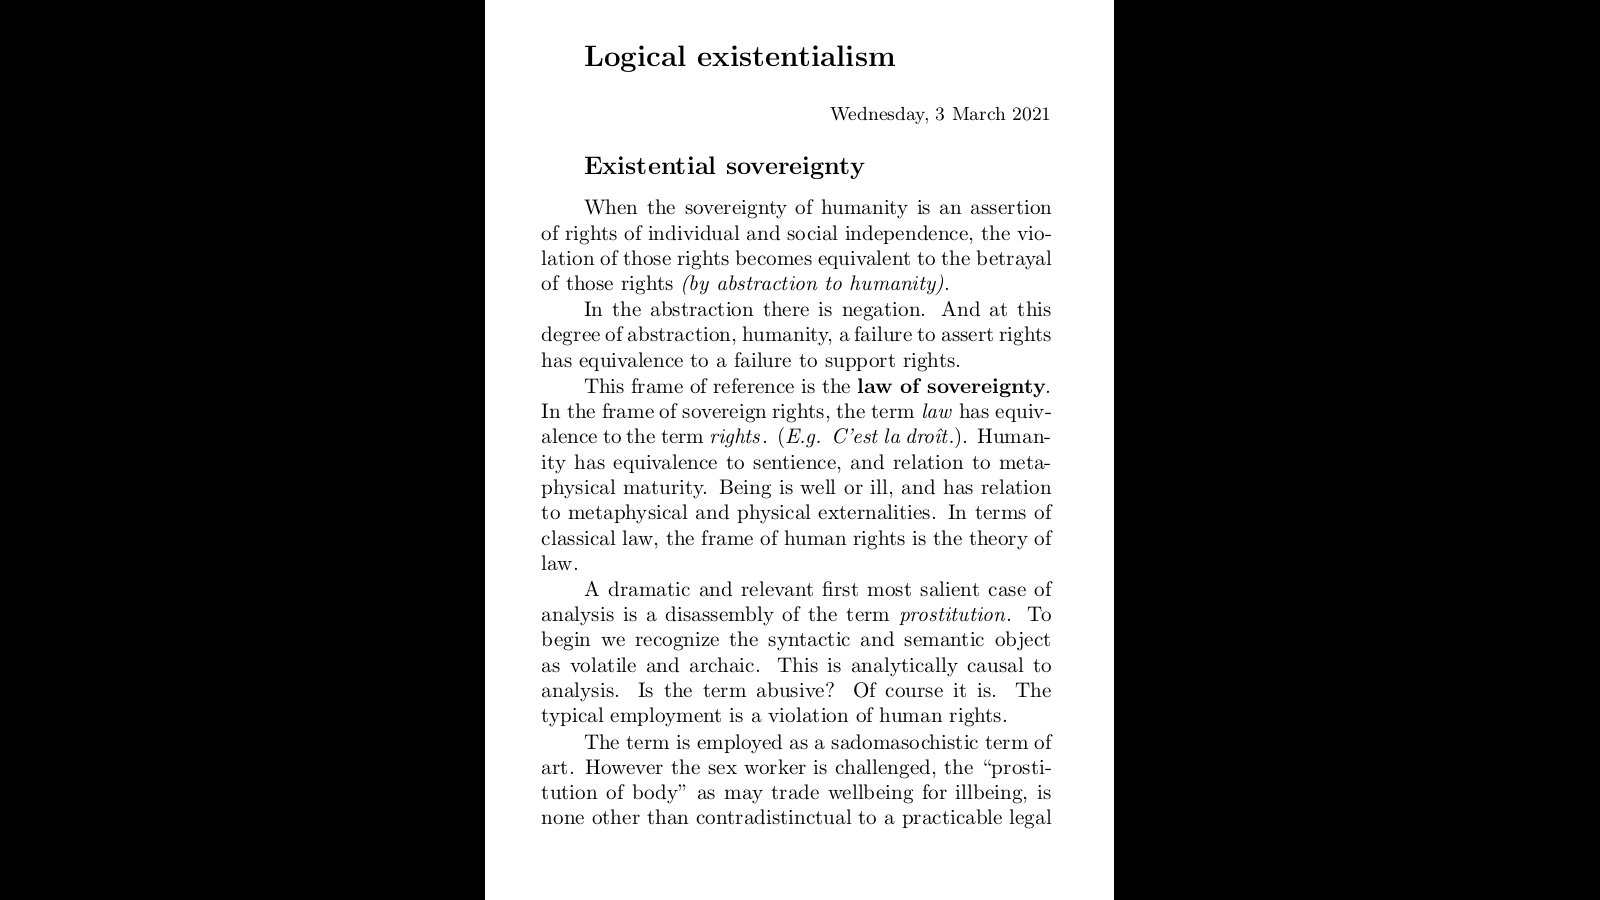 Logical existentialism
Wednesday, 3 March 2021
Existential sovereignty
When the sovereignty of humanity is an assertion
of rights of individual and social independence, the vio-
lation of those rights becomes equivalent to the betrayal
of those rights (by abstraction to humanity).
In the abstraction there is negation. And at this
degree of abstraction, humanity, a failure to assert rights
has equivalence to a failure to support rights.
This frame of reference is the law of sovereignty.
In the frame of sovereign rights, the term law has equiv-
alence to the term rights. (E.g. C'est la droît.). Human-
ity has equivalence to sentience, and relation to meta-
physical maturity. Being is well or ill, and has relation
to metaphysical and physical externalities. In terms of
classical law, the frame of human rights is the theory of
law.
A dramatic and relevant first most salient case of
analysis is a disassembly of the term prostitution. To
begin we recognize the syntactic and semantic object
as volatile and archaic. This is analytically causal to
analysis. Is the term abusive? Of course it is. The
typical employment is a violation of human rights.
The term is employed as a sadomasochistic term of
art. However the sex worker is challenged, the “prosti-
tution of body” as may trade wellbeing for illbeing, is
none other than contradistinctual to a practicable legal